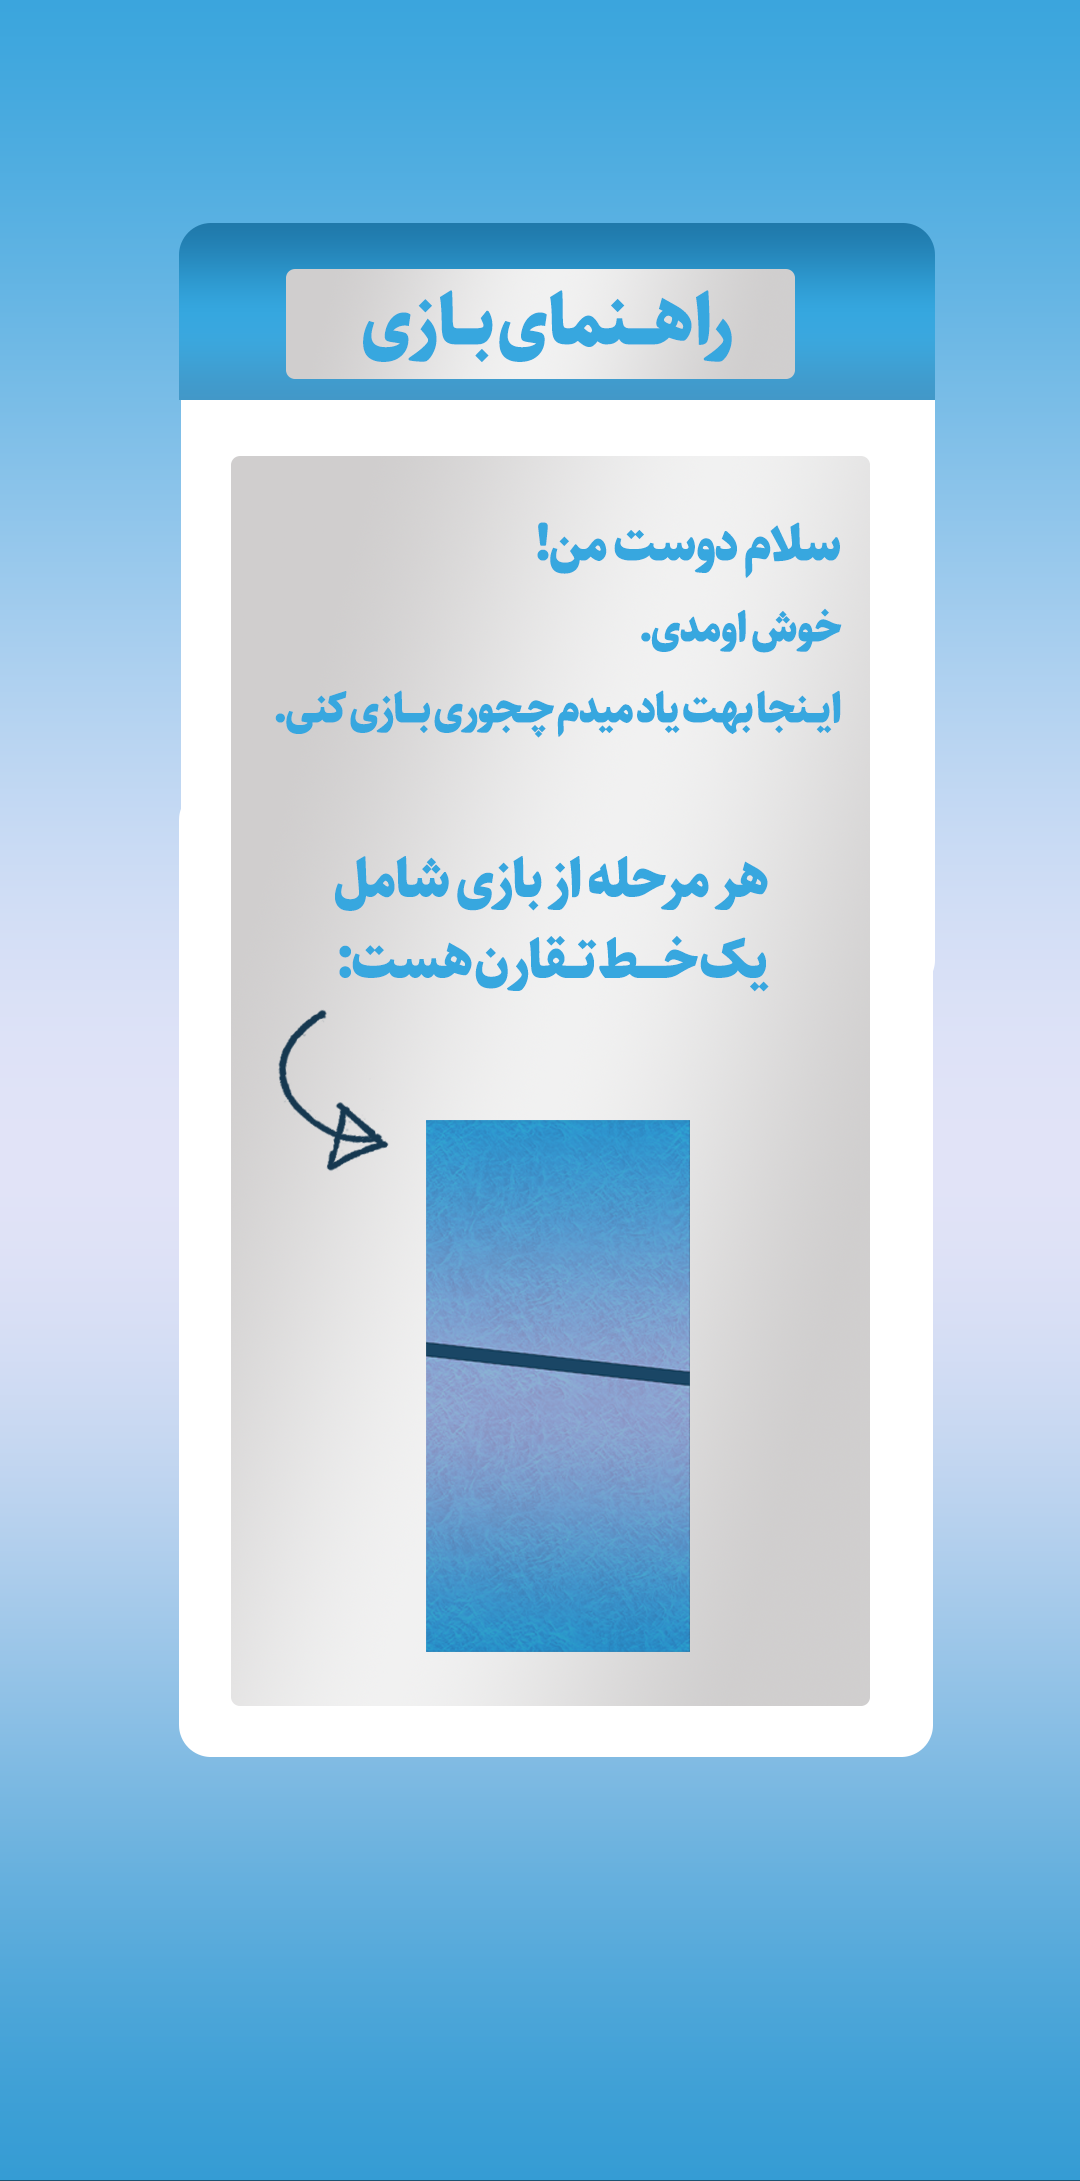 راهنمای بازی
سلام دوست من!
خوش اومدی.
اینجا بهت یاد میدم چجوری بازی کنی.
هر مرحله از بازی شامل
یک خط تقارن هست: